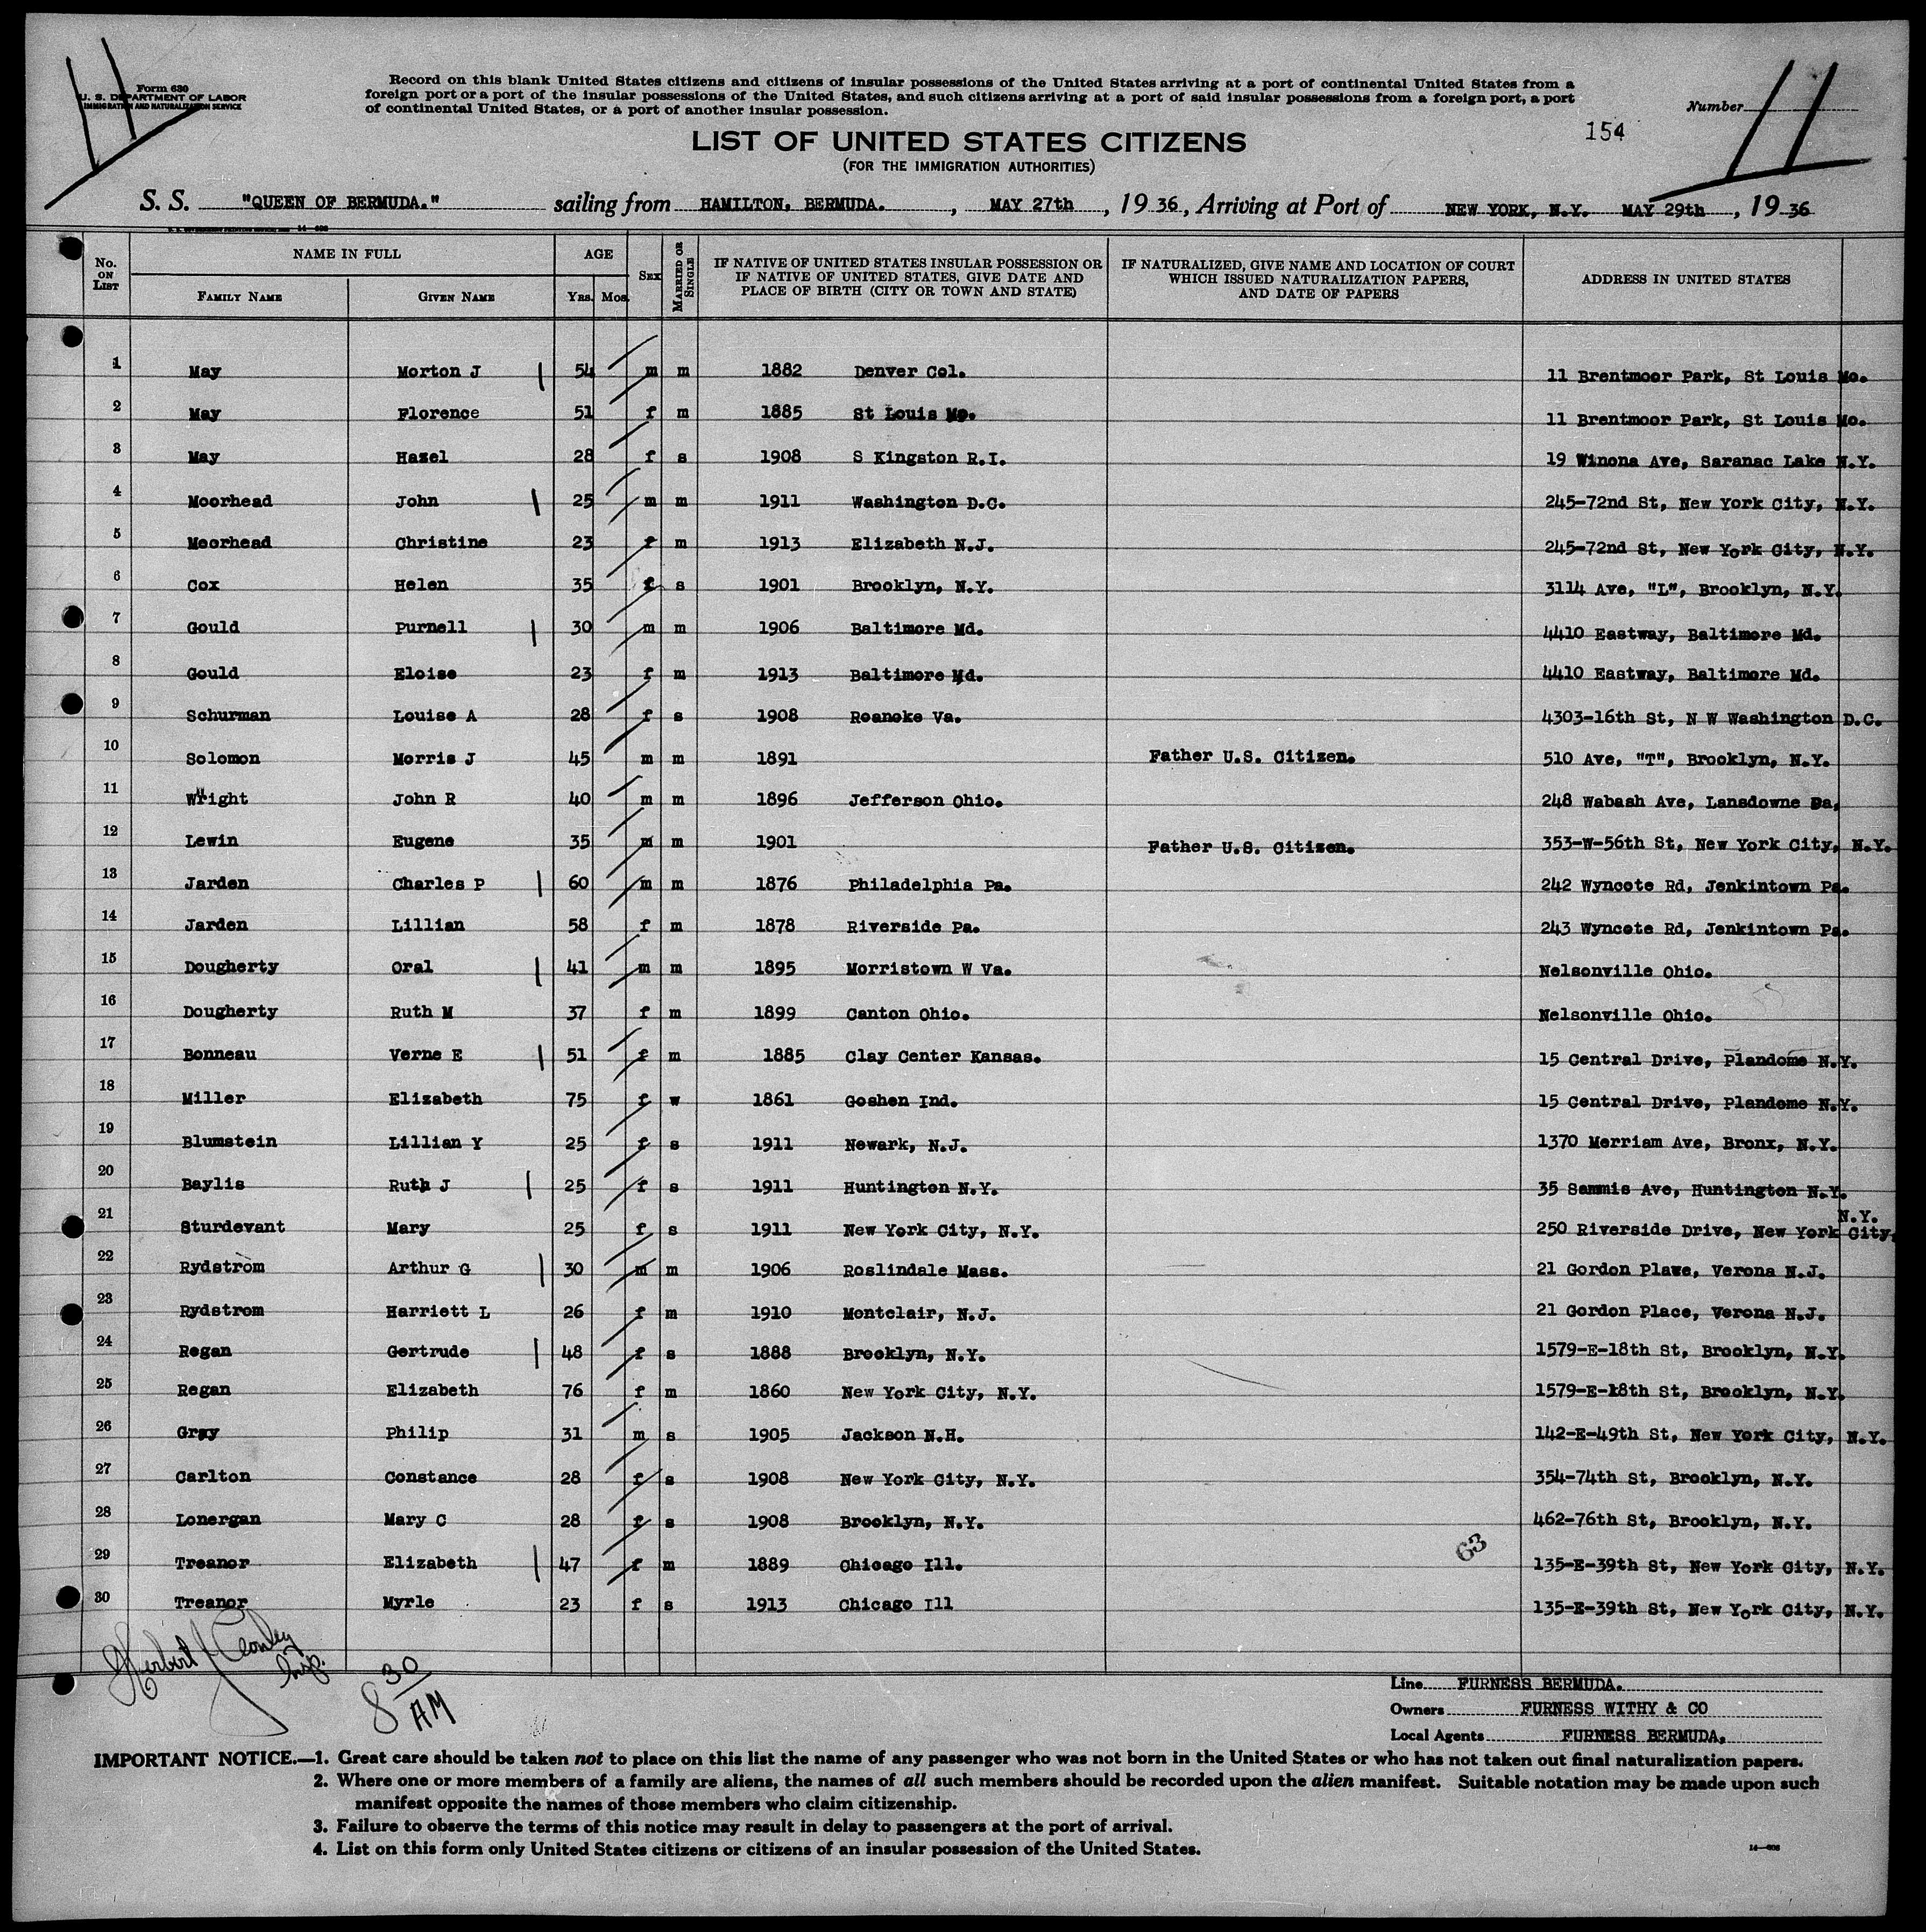 Form 630
U. S. DEPARTMENT OF LABOR
IMMIGRATION AND NATURALIZATION SERVICE
Record on this blank United States citizens and citizens of insular possessions of the United States arriving at a port of continental United States from a
foreign port or a port of the insular possessions of the United States, and such citizens arriving at a port of said insular possessions from a foreign port, a port
of continental United States, or a port of another insular possession.
Number 11
154
LIST OF UNITED STATES CITIZENS
(FOR THE IMMIGRATION AUTHORITIES)
S. S. "QUEEN OF BERMUDA." sailing from HAMILTON, BERMUDA. , MAY 27th , 19 36 , Arriving at Port of NEW YORK, N.Y. MAY 29th , 19 36
No. ON LIST NAME IN FULL FAMILY NAME GIVEN NAME AGE YRS. MOS. SEX MARRIED OR SINGLE IF NATIVE OF UNITED STATES INSULAR POSSESSION OR IF NATIVE OF UNITED STATES, GIVE DATE AND PLACE OF BIRTH (CITY OR TOWN AND STATE) IF NATURALIZED, GIVE NAME AND LOCATION OF COURT WHICH ISSUED NATURALIZATION PAPERS, AND DATE OF PAPERS ADDRESS IN UNITED STATES
1 May Morton J 54 m m 1882 Denver Col. 11 Brentmoor Park, St Louis Mo.
2 May Florence 51 f m 1885 St Louis Mo. 11 Brentmoor Park, St Louis Mo.
3 May Hazel 28 f s 1908 S Kingston R.I. 19 Winona Ave, Saranac Lake N.Y.
4 Moorhead John 25 m m 1911 Washington D.C. 245-72nd St, New York City, N.Y.
5 Moorhead Christine 23 f m 1913 Elizabeth N.J. 245-72nd St, New York City, N.Y.
6 Cox Helen 35 f s 1901 Brooklyn, N.Y. 3114 Ave, "L", Brooklyn, N.Y.
7 Gould Purnell 30 m m 1906 Baltimore Md. 4410 Eastway, Baltimore Md.
8 Gould Eloise 23 f m 1913 Baltimore Md. 4410 Eastway, Baltimore Md.
9 Schurman Louise A 28 f s 1908 Roanoke Va. 4303-16th St, N W Washington D.C.
10 Solomon Morris J 45 m m 1891 Father U.S. Citizen. 510 Ave, "T", Brooklyn, N.Y.
11 Wright John R 40 m m 1896 Jefferson Ohio. 248 Wabash Ave, Lansdowne Pa,
12 Lewin Eugene 35 m m 1901 Father U.S. Citizen. 353-W-56th St, New York City, N.Y.
13 Jarden Charles P 60 m m 1876 Philadelphia Pa. 242 Wyncote Rd, Jenkintown Pa.
14 Jarden Lillian 58 f m 1878 Riverside Pa. 243 Wyncote Rd, Jenkintown Pa.
15 Dougherty Oral 41 m m 1895 Morristown W Va. Nelsonville Ohio.
16 Dougherty Ruth M 37 f m 1899 Canton Ohio. Nelsonville Ohio.
17 Bonneau Verne E 51 f m 1885 Clay Center Kansas. 15 Central Drive, Plandome N.Y.
18 Miller Elizabeth 75 f w 1861 Goshen Ind. 15 Central Drive, Plandome N.Y.
19 Blumstein Lillian Y 25 f s 1911 Newark, N.J. 1370 Merriam Ave, Bronx, N.Y.
20 Baylis Ruth J 25 f s 1911 Huntington N.Y. 35 Sammis Ave, Huntington N.Y.
21 Sturdevant Mary 25 f s 1911 New York City, N.Y. 250 Riverside Drive, New York City, N.Y.
22 Rydstrom Arthur G 30 m m 1906 Roslindale Mass. 21 Gordon Plawe, Verona N.J.
23 Rydstrom Harriett L 26 f m 1910 Montclair, N.J. 21 Gordon Place, Verona N.J.
24 Regan Gertrude 48 f s 1888 Brooklyn, N.Y. 1579-E-18th St, Brooklyn, N.Y.
25 Regan Elizabeth 76 f m 1860 New York City, N.Y. 1579-E-18th St, Brooklyn, N.Y.
26 Gray Philip 31 m s 1905 Jackson N.H. 142-E-49th St, New York City, N.Y.
27 Carlton Constance 28 f s 1908 New York City, N.Y. 354-74th St, Brooklyn, N.Y.
28 Lonergan Mary C 28 f s 1908 Brooklyn, N.Y. 462-76th St, Brooklyn, N.Y.
63
29 Treanor Elizabeth 47 f m 1889 Chicago Ill. 135-E-39th St, New York City, N.Y.
30 Treanor Myrle 23 f s 1913 Chicago Ill 135-E-39th St, New York City, N.Y.
Herbert Insp.
8 30 AM
Line FURNESS BERMUDA.
Owners FURNESS WITHY & CO
Local Agents FURNESS BERMUDA,
IMPORTANT NOTICE.—1. Great care should be taken not to place on this list the name of any passenger who was not born in the United States or who has not taken out final naturalization papers.
2. Where one or more members of a family are aliens, the names of all such members should be recorded upon the alien manifest. Suitable notation may be made upon such
manifest opposite the names of those members who claim citizenship.
3. Failure to observe the terms of this notice may result in delay to passengers at the port of arrival.
4. List on this form only United States citizens or citizens of an insular possession of the United States.